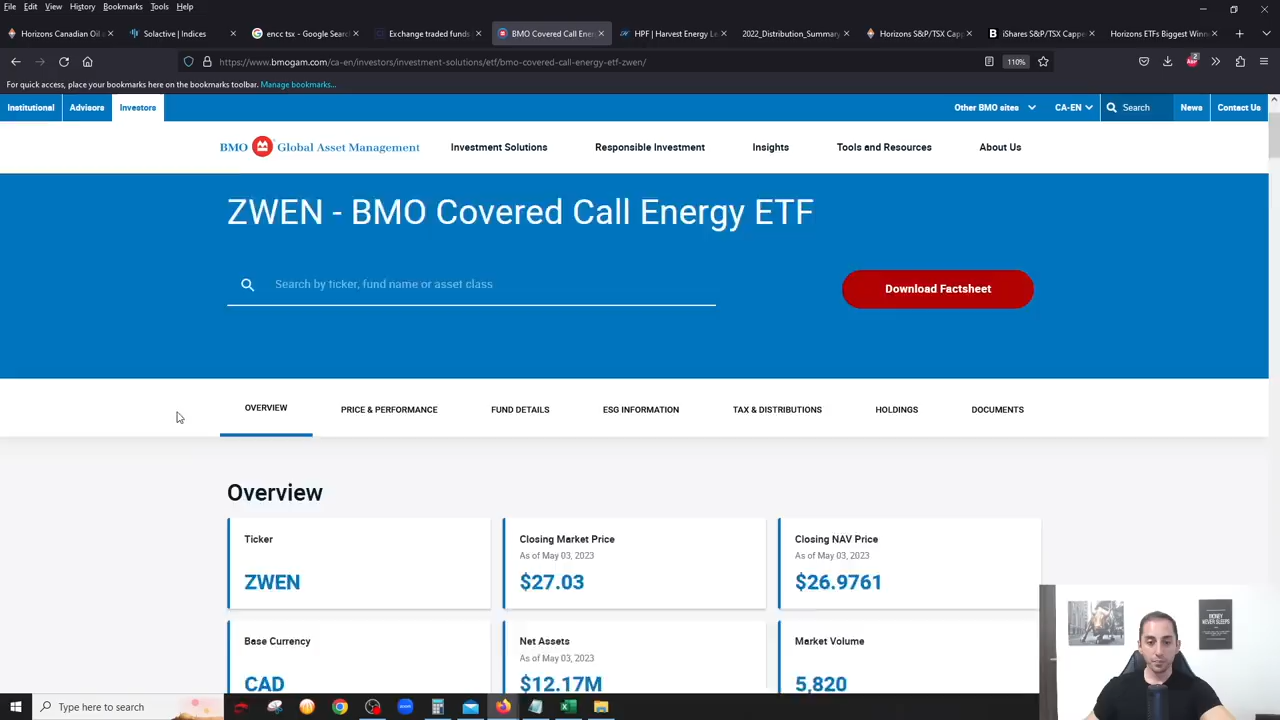 File Edit View History Bookmarks Tools Help
Horizons Canadian Oil
Solactive | Indices
encc tsx - Google Searc
Exchange traded funds
BMO Covered Call Ener
HPF | Harvest Energy Le
2022_Distribution_Summary
Horizons S&P/TSX Capp
iShares S&P/TSX Cappe
Horizons ETFs Biggest Winn
https://www.bmogam.com/ca-en/investors/investment-solutions/etf/bmo-covered-call-energy-etf-zwen/
110%
For quick access, place your bookmarks here on the bookmarks toolbar. Manage bookmarks...
Institutional
Advisors
Investors
Other BMO sites
CA-EN
Search
News
Contact Us
BMO Global Asset Management
Investment Solutions
Responsible Investment
Insights
Tools and Resources
About Us
ZWEN - BMO Covered Call Energy ETF
Search by ticker, fund name or asset class
Download Factsheet
OVERVIEW
PRICE & PERFORMANCE
FUND DETAILS
ESG INFORMATION
TAX & DISTRIBUTIONS
HOLDINGS
DOCUMENTS
Overview
Ticker
ZWEN
Closing Market Price
As of May 03, 2023
$27.03
Closing NAV Price
As of May 03, 2023
$26.9761
Base Currency
CAD
Net Assets
As of May 03, 2023
$12.17M
Market Volume
5,820
MONEY
NEVER SLEEPS
Type here to search